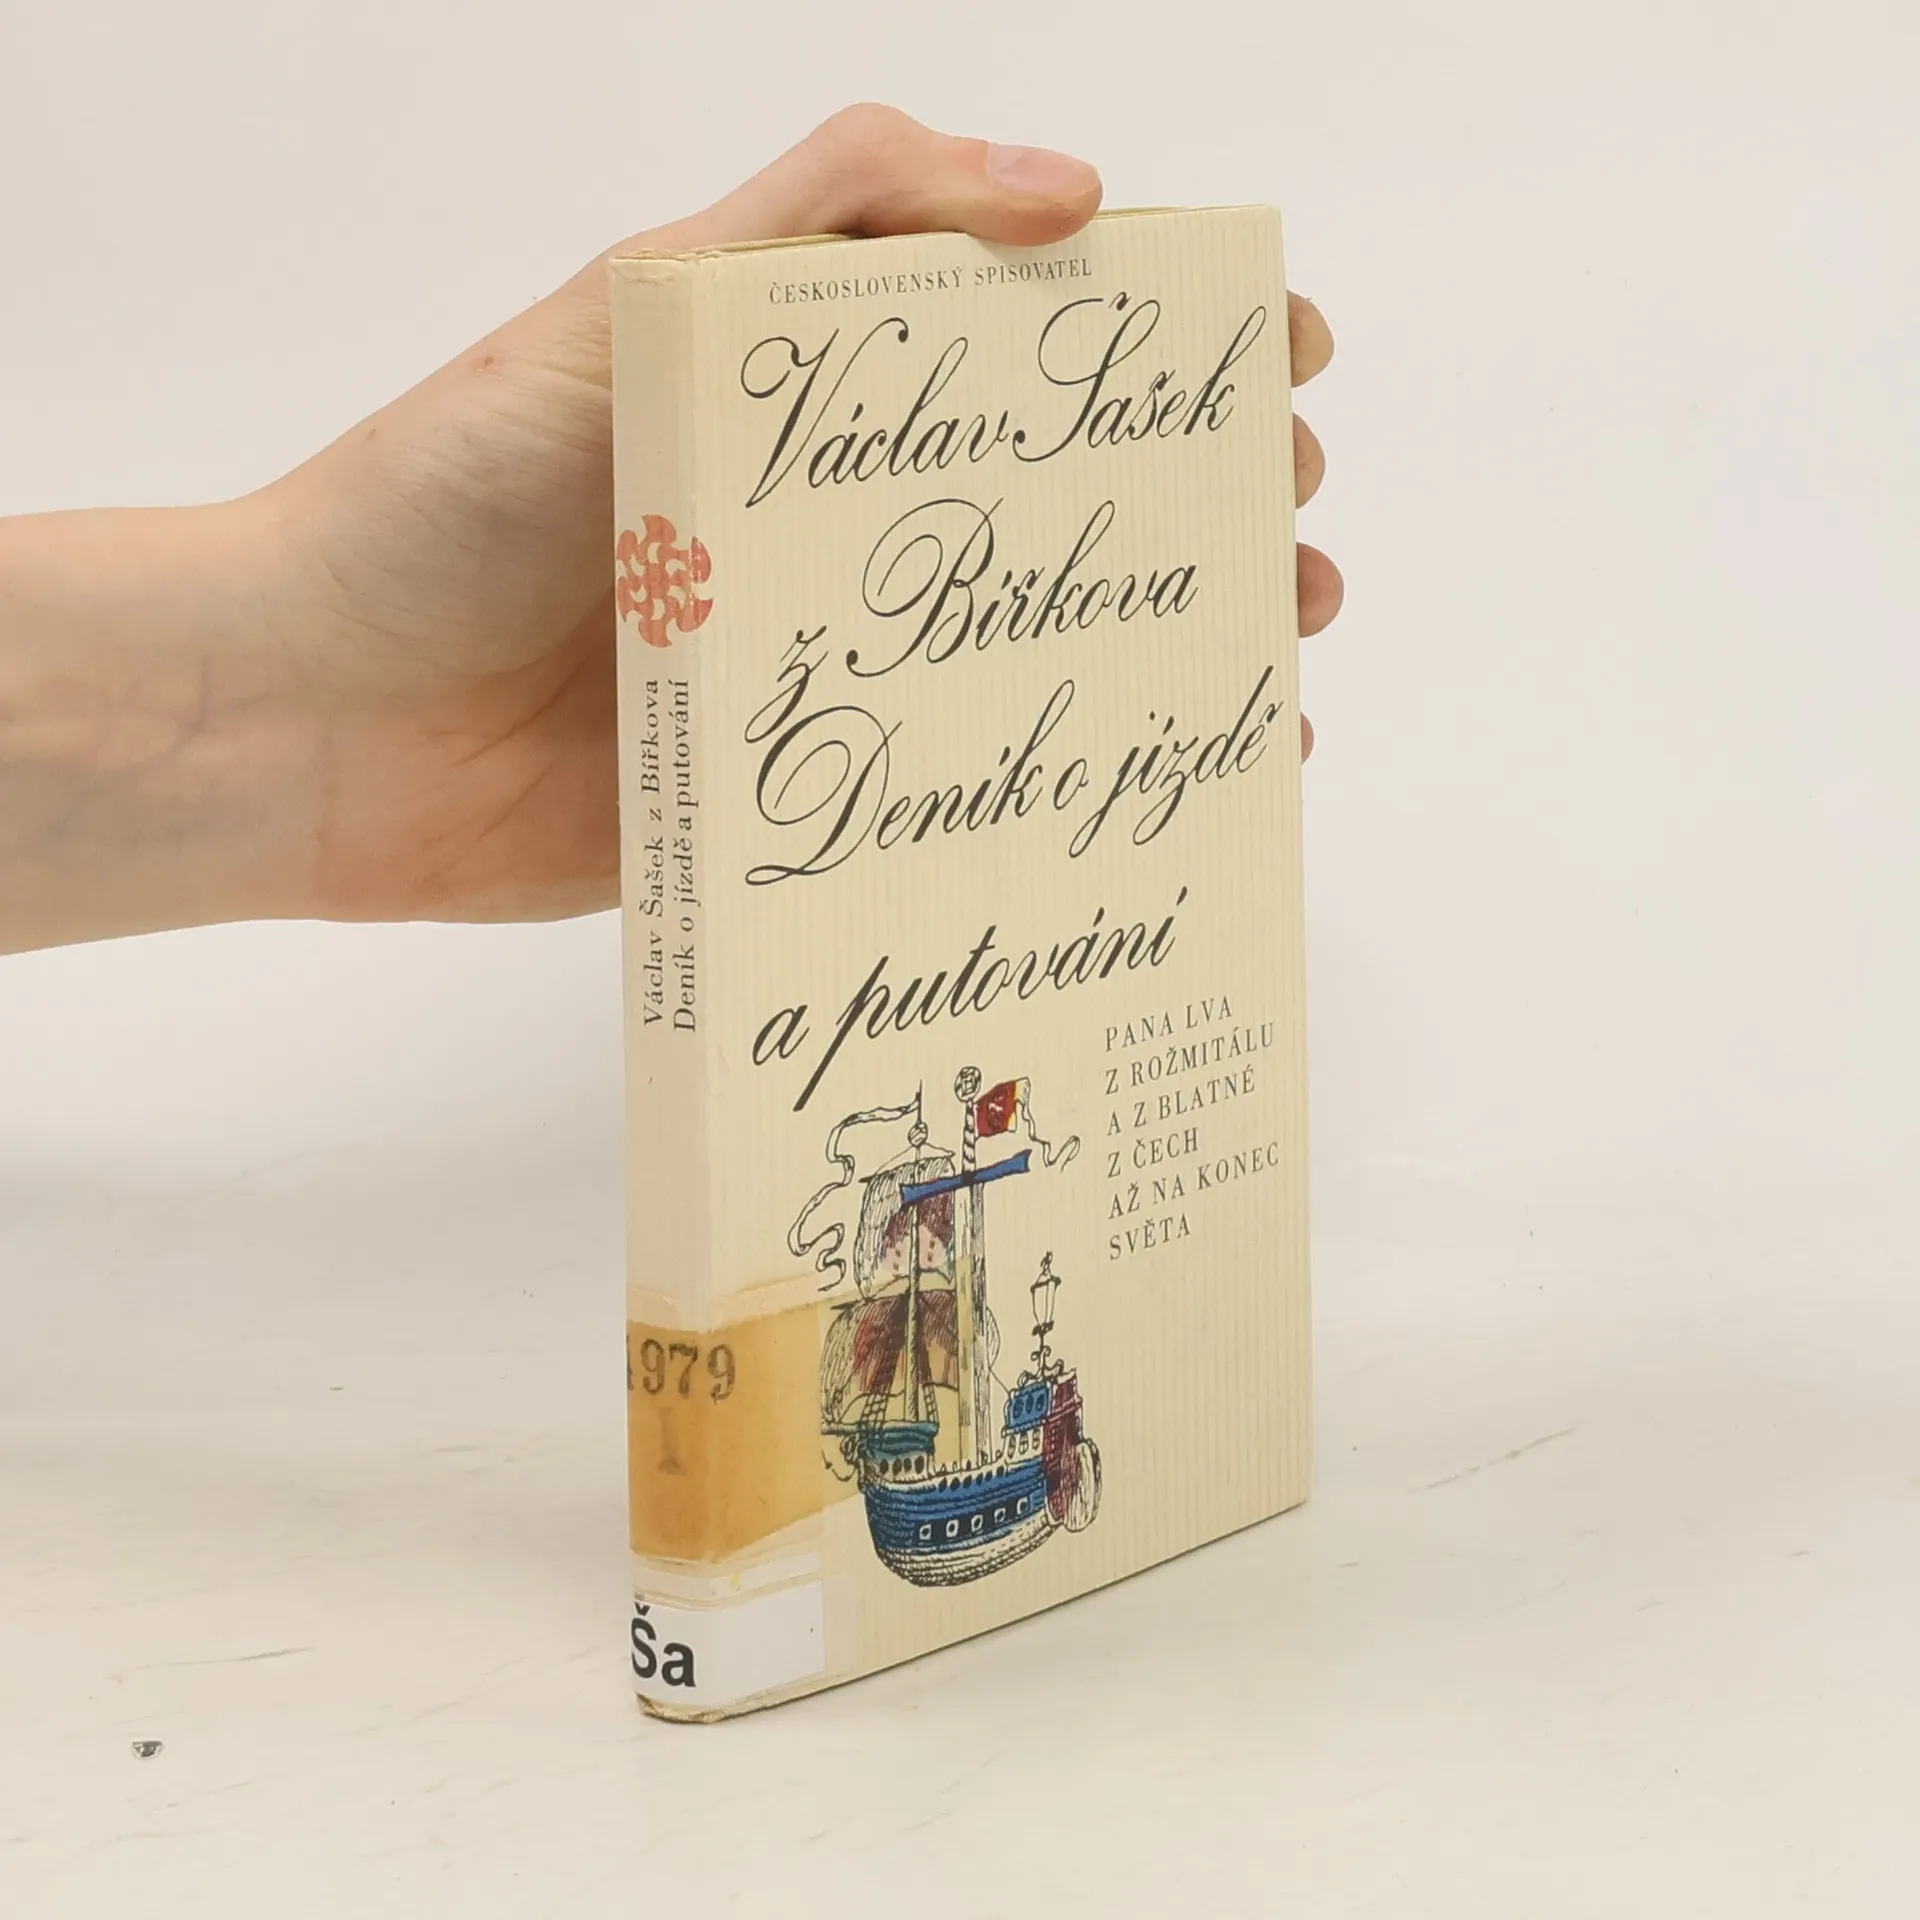 ČESKOSLOVENSKÝ SPISOVATEL
Václav Šašek
z Bířkova
Deník o jízdě
a putování
PANA LVA
Z ROŽMITÁLU
A Z BLATNÉ
Z ČECH
AŽ NA KONEC
SVĚTA
Václav Šašek z Bířkova
Deník o jízdě a putování
1979
I
Ša